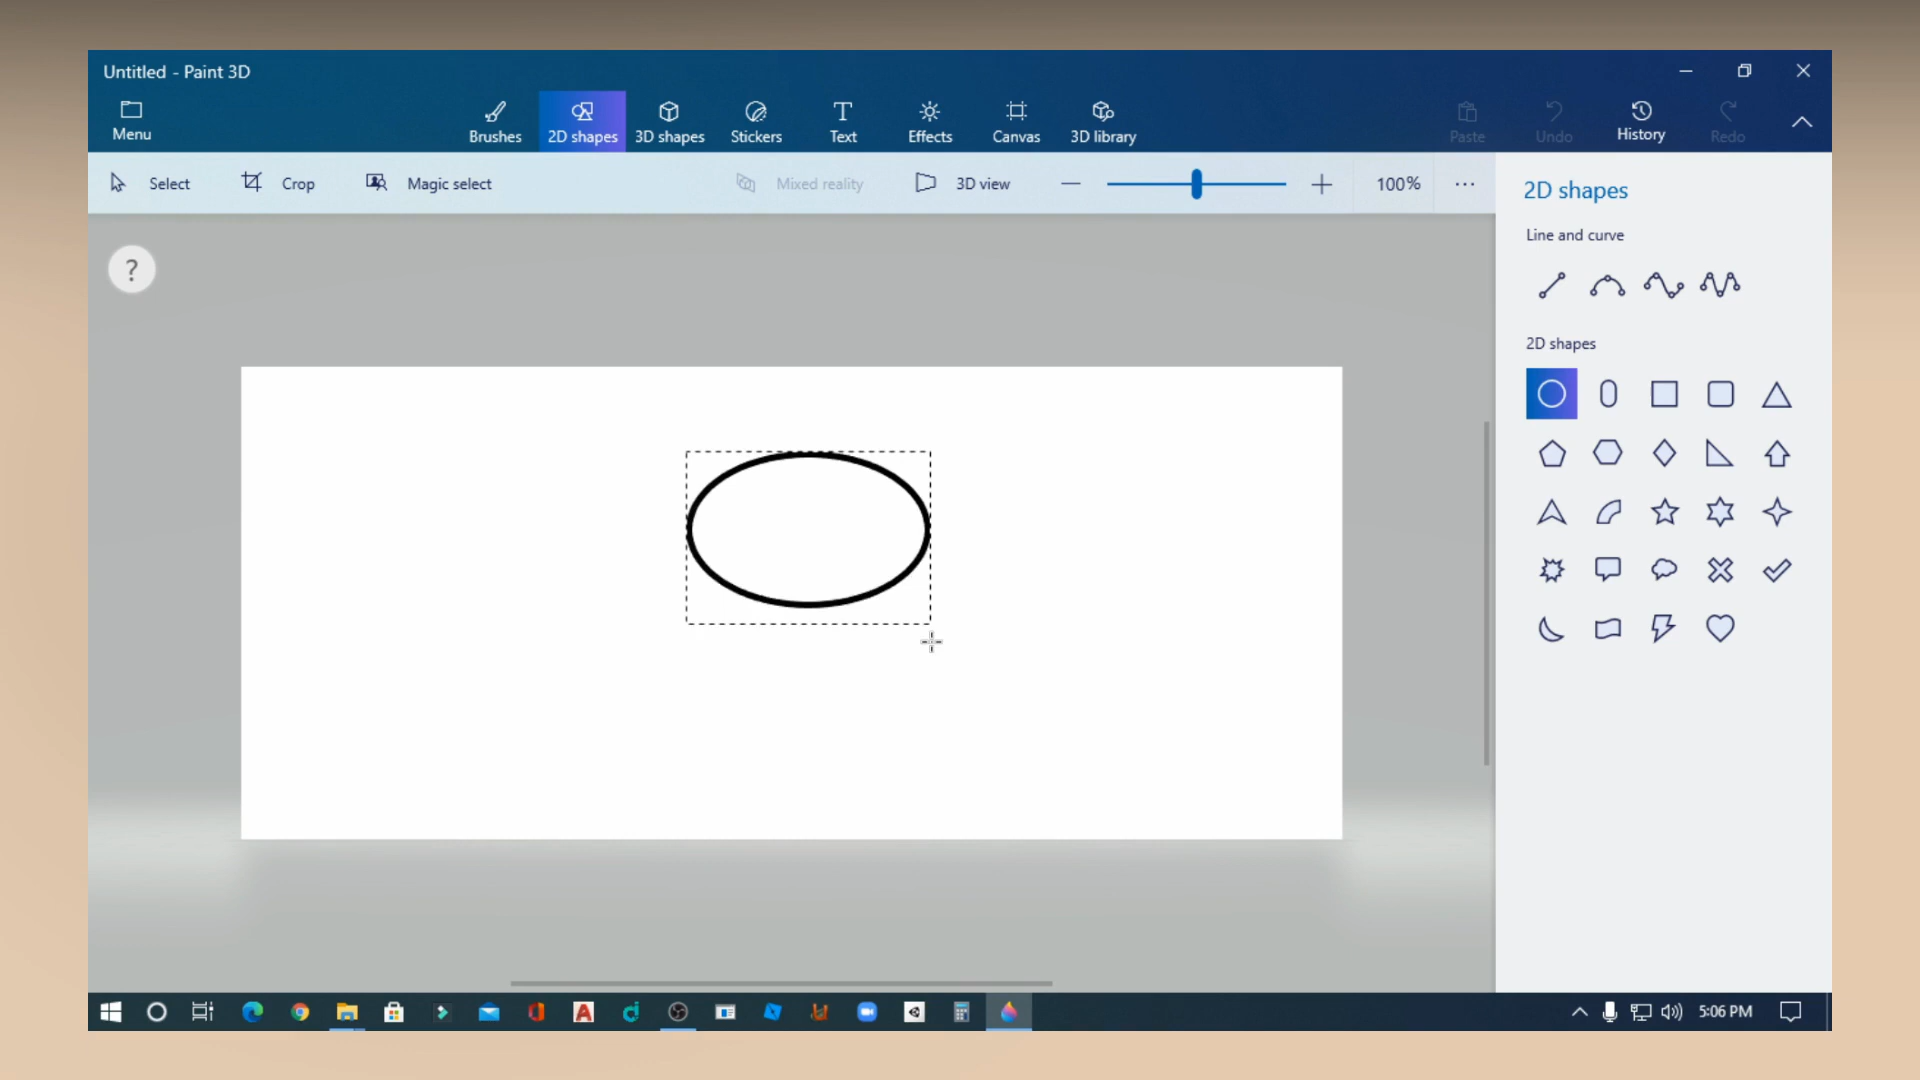 Untitled - Paint 3D
Menu
Brushes
2D shapes
3D shapes
Stickers
Text
Effects
Canvas
3D library
Paste
Undo
History
Redo
Select
Crop
Magic select
Mixed reality
3D view
100%
2D shapes
Line and curve
2D shapes
?
5:06 PM